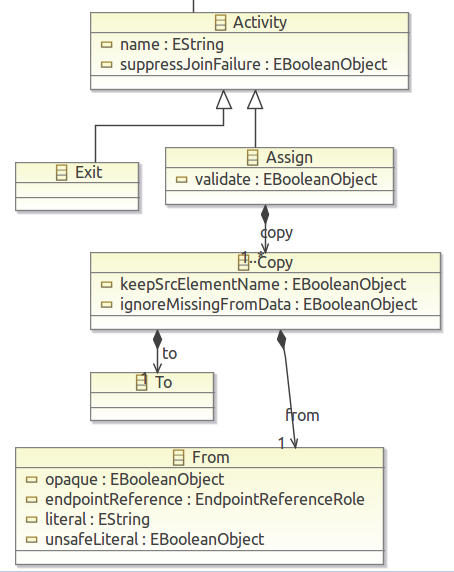 Activity
name : EString
suppressJoinFailure : EBooleanObject
Exit
Assign
validate : EBooleanObject
copy
1..*
Copy
keepSrcElementName : EBooleanObject
ignoreMissingFromData : EBooleanObject
to
1
To
from
1
From
opaque : EBooleanObject
endpointReference : EndpointReferenceRole
literal : EString
unsafeLiteral : EBooleanObject